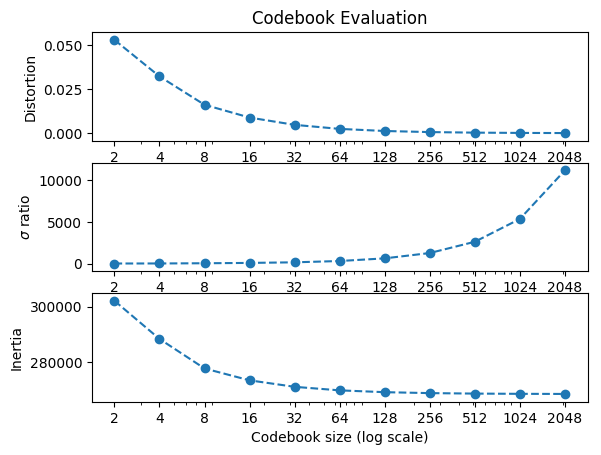 Codebook Evaluation
Distortion
0.050
0.025
0.000
2 4 8 16 32 64 128 256 512 1024 2048
σ ratio
10000
5000
0
2 4 8 16 32 64 128 256 512 1024 2048
Inertia
300000
280000
2 4 8 16 32 64 128 256 512 1024 2048
Codebook size (log scale)